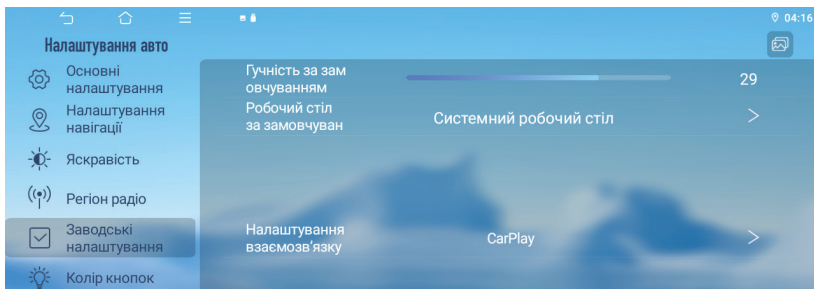 04:16
Налаштування авто
Основні
налаштування
Налаштування
навігації
Яскравість
Регіон радіо
Заводські
налаштування
Колір кнопок
Гучність за зам
овчуванням
29
Робочий стіл
за замовчуван
Системний робочий стіл
Налаштування
взаємозв'язку
CarPlay